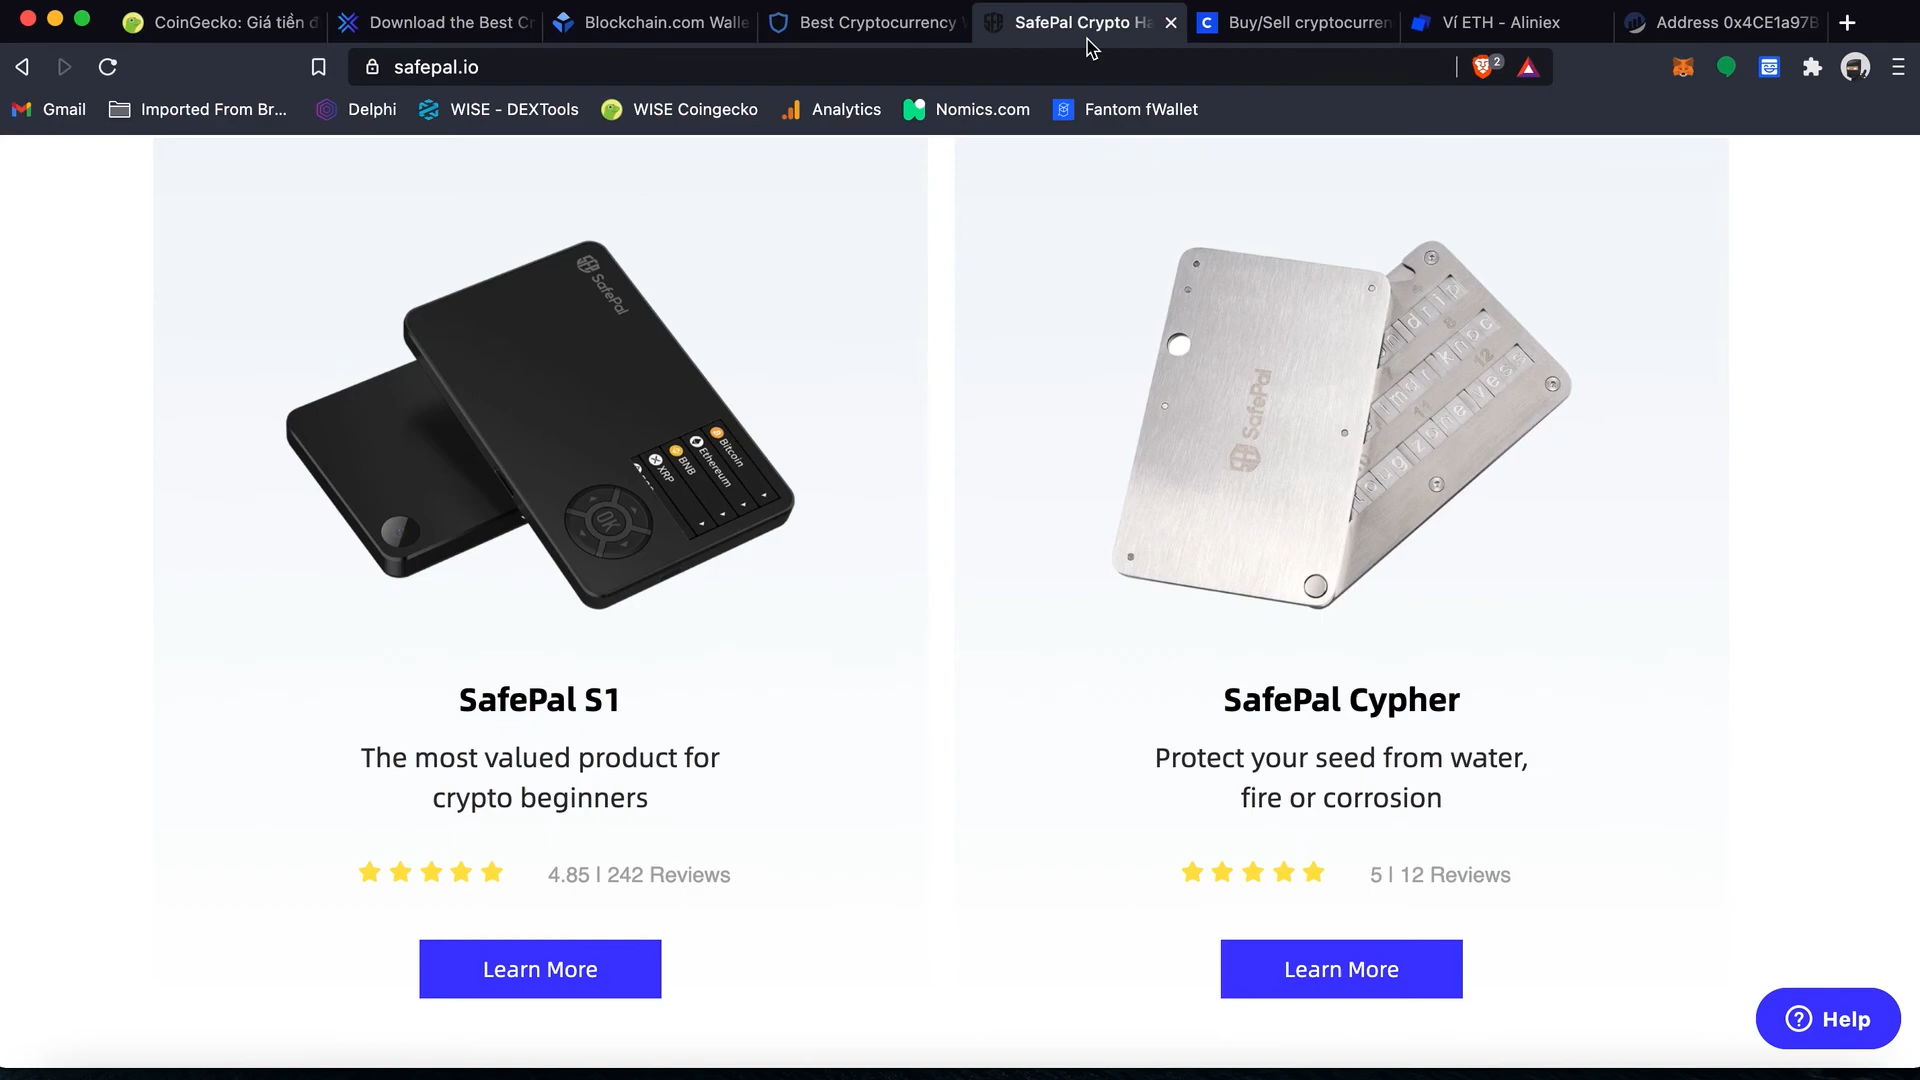 CoinGecko: Giá tiền đ
Download the Best Cr
Blockchain.com Walle
Best Cryptocurrency W
SafePal Crypto Ha
Buy/Sell cryptocurren
Ví ETH - Aliniex
Address 0x4CE1a97B
safepal.io
2
Gmail
Imported From Br...
Delphi
WISE - DEXTools
WISE Coingecko
Analytics
Nomics.com
Fantom fWallet
SafePal
Bitcoin
Ethereum
BNB
XRP
OK
SafePal
SafePal S1
The most valued product for
crypto beginners
4.85 | 242 Reviews
Learn More
SafePal Cypher
Protect your seed from water,
fire or corrosion
5 | 12 Reviews
Learn More
Help